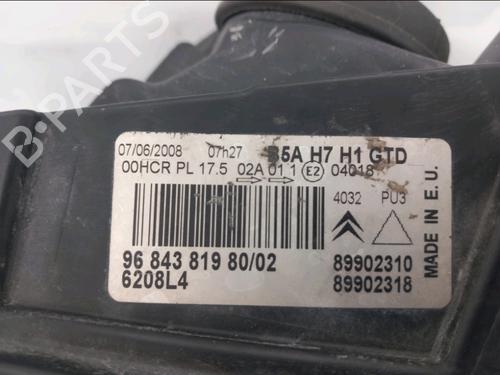 07/06/2008 07h27 B5A H7 H1 GTD
00HCR PL 17.5 02A 01 1 E2 04018
4032 PU3
96 843 819 80/02 89902310
6208L4 89902318
MADE IN E.U.
B-PARTS